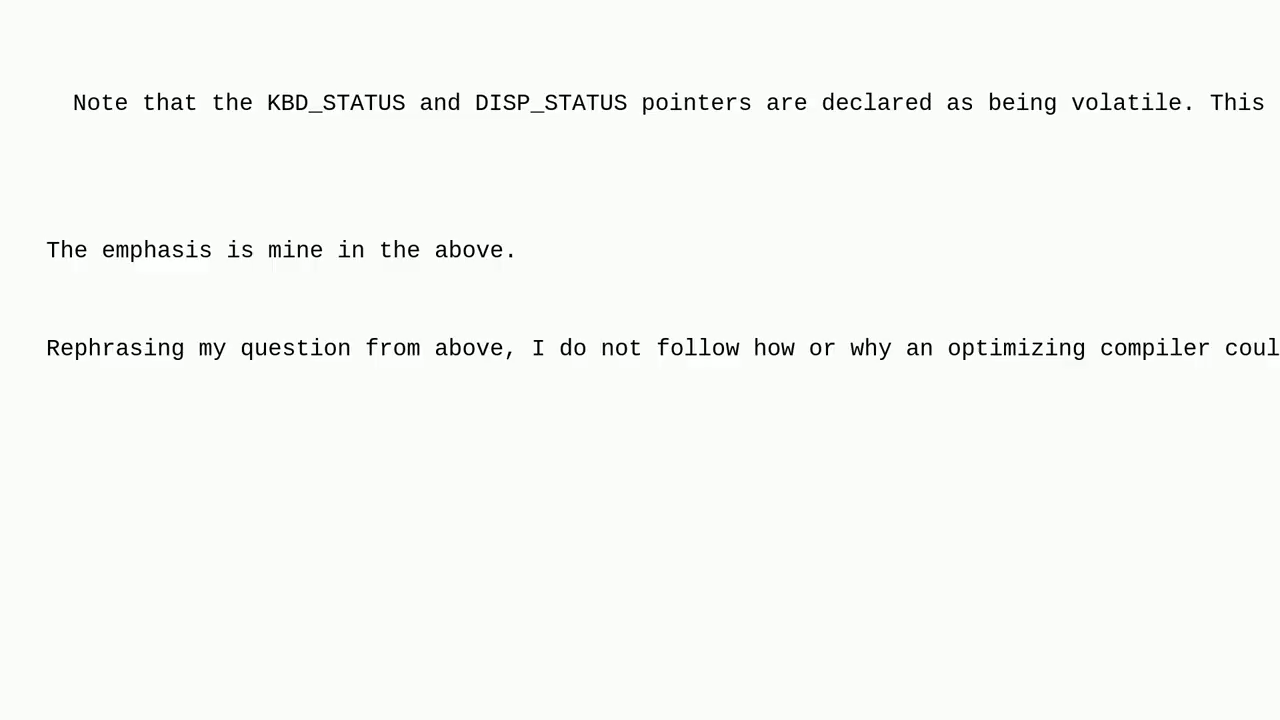 Note that the KBD_STATUS and DISP_STATUS pointers are declared as being volatile. This
The emphasis is mine in the above.
Rephrasing my question from above, I do not follow how or why an optimizing compiler coul